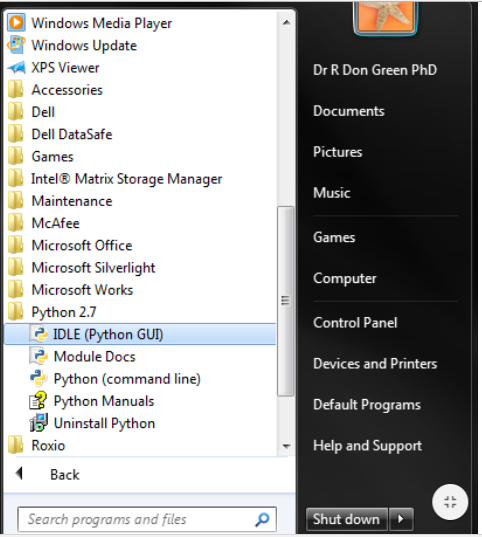 Windows Media Player
Windows Update
XPS Viewer
Accessories
Dell
Dell DataSafe
Games
Intel® Matrix Storage Manager
Maintenance
McAfee
Microsoft Office
Microsoft Silverlight
Microsoft Works
Python 2.7
IDLE (Python GUI)
Module Docs
Python (command line)
Python Manuals
Uninstall Python
Roxio
Back
Search programs and files
Dr R Don Green PhD
Documents
Pictures
Music
Games
Computer
Control Panel
Devices and Printers
Default Programs
Help and Support
Shut down